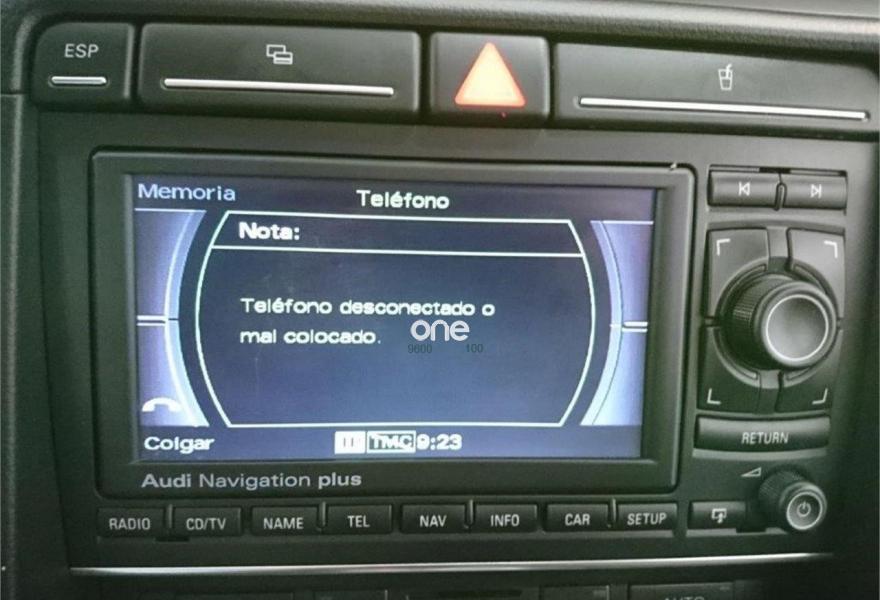 ESP
Memoria
Teléfono
Nota:
Teléfono desconectado o
mal colocado.
one
9600 100
Colgar
TMC 9:23
RETURN
Audi Navigation plus
RADIO CD/TV NAME TEL NAV INFO CAR SETUP
AUTO